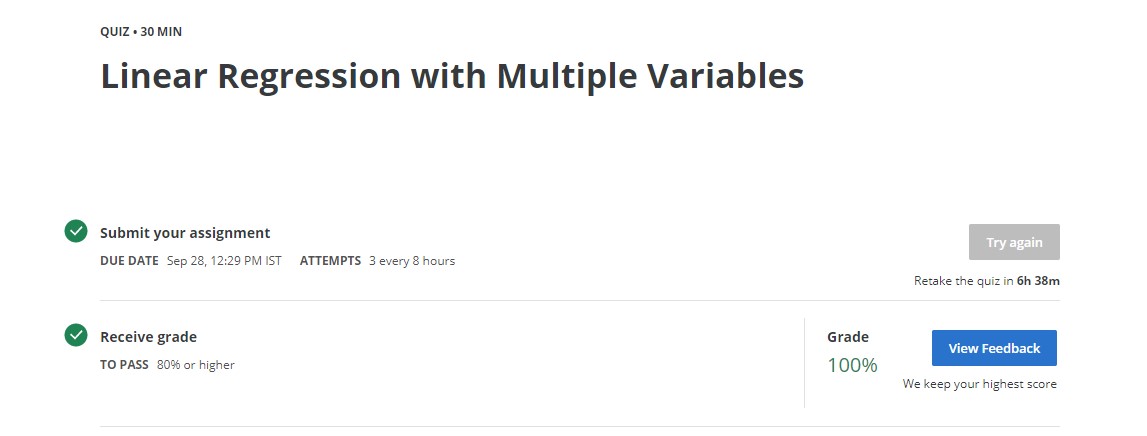 QUIZ • 30 MIN
Linear Regression with Multiple Variables
Submit your assignment
DUE DATE Sep 28, 12:29 PM IST ATTEMPTS 3 every 8 hours
Try again
Retake the quiz in 6h 38m
Receive grade
TO PASS 80% or higher
Grade
100%
View Feedback
We keep your highest score